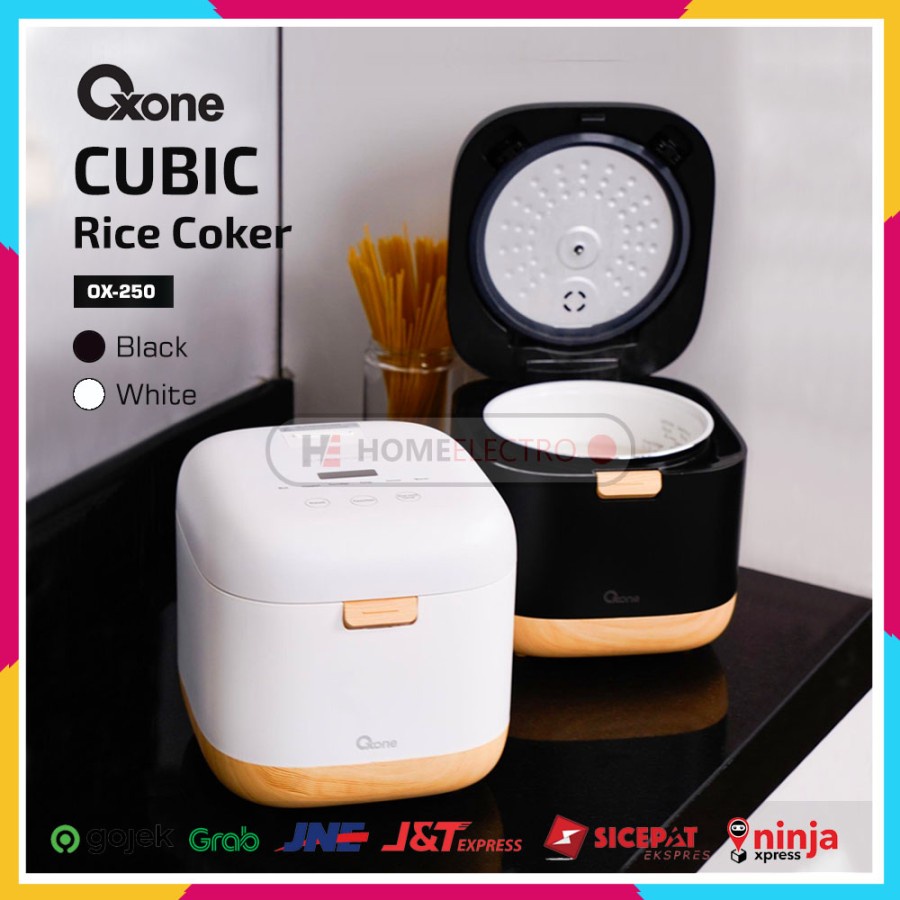 Oxone
CUBIC
Rice Coker
OX-250
Black
White
HE HOMEELECTRO
Oxone
Oxone
gojek
Grab
JNE
J&T EXPRESS
SICEPAT
EKSPRES
ninja
xpress